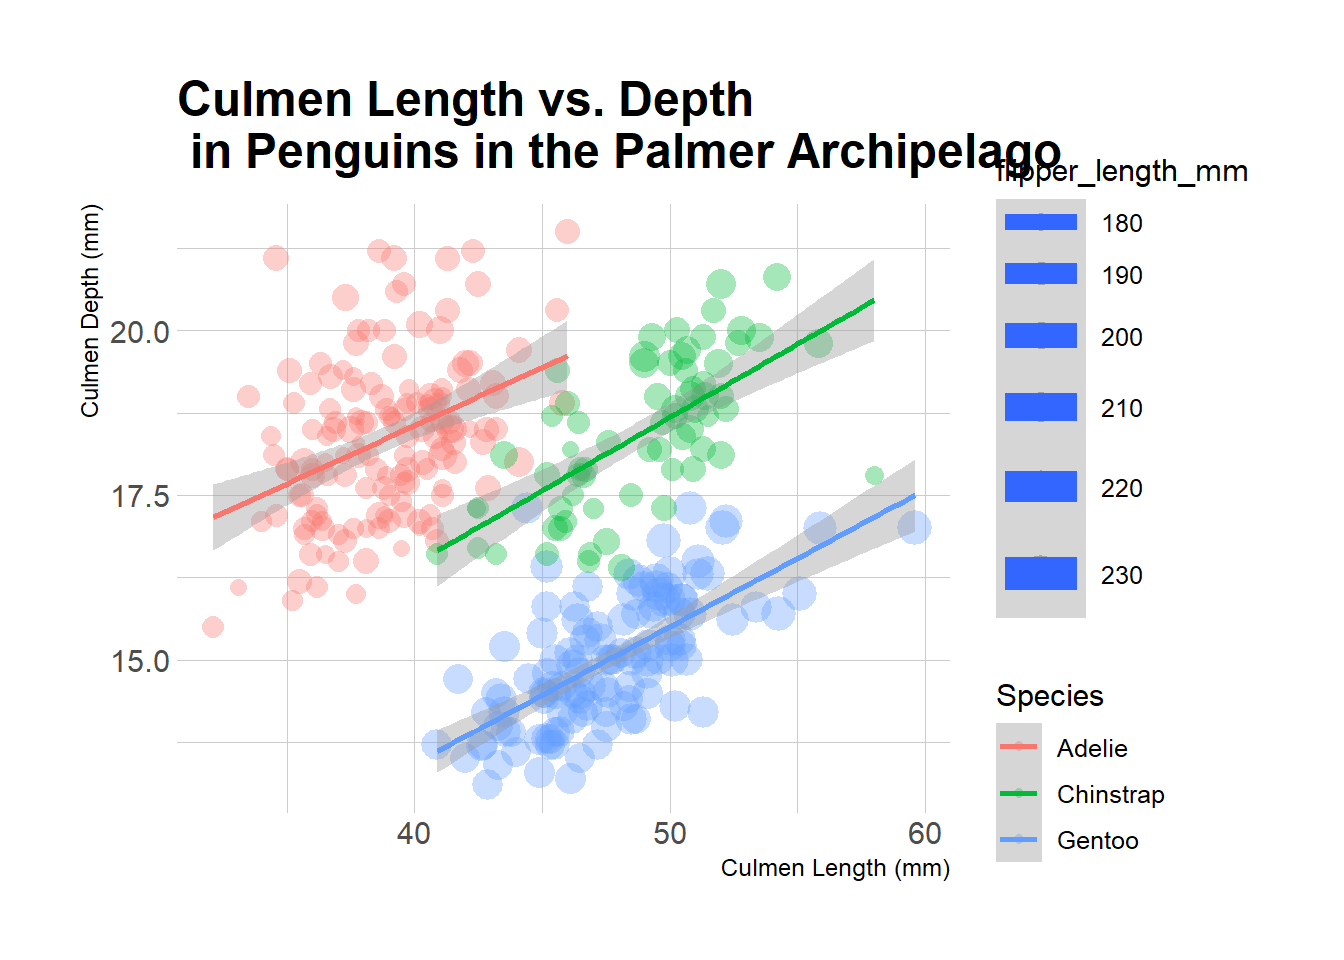 Culmen Length vs. Depth
in Penguins in the Palmer Archipelago
flipper_length_mm
180
190
200
210
220
230
Culmen Depth (mm)
20.0
17.5
15.0
40 50 60
Culmen Length (mm)
Species
Adelie
Chinstrap
Gentoo